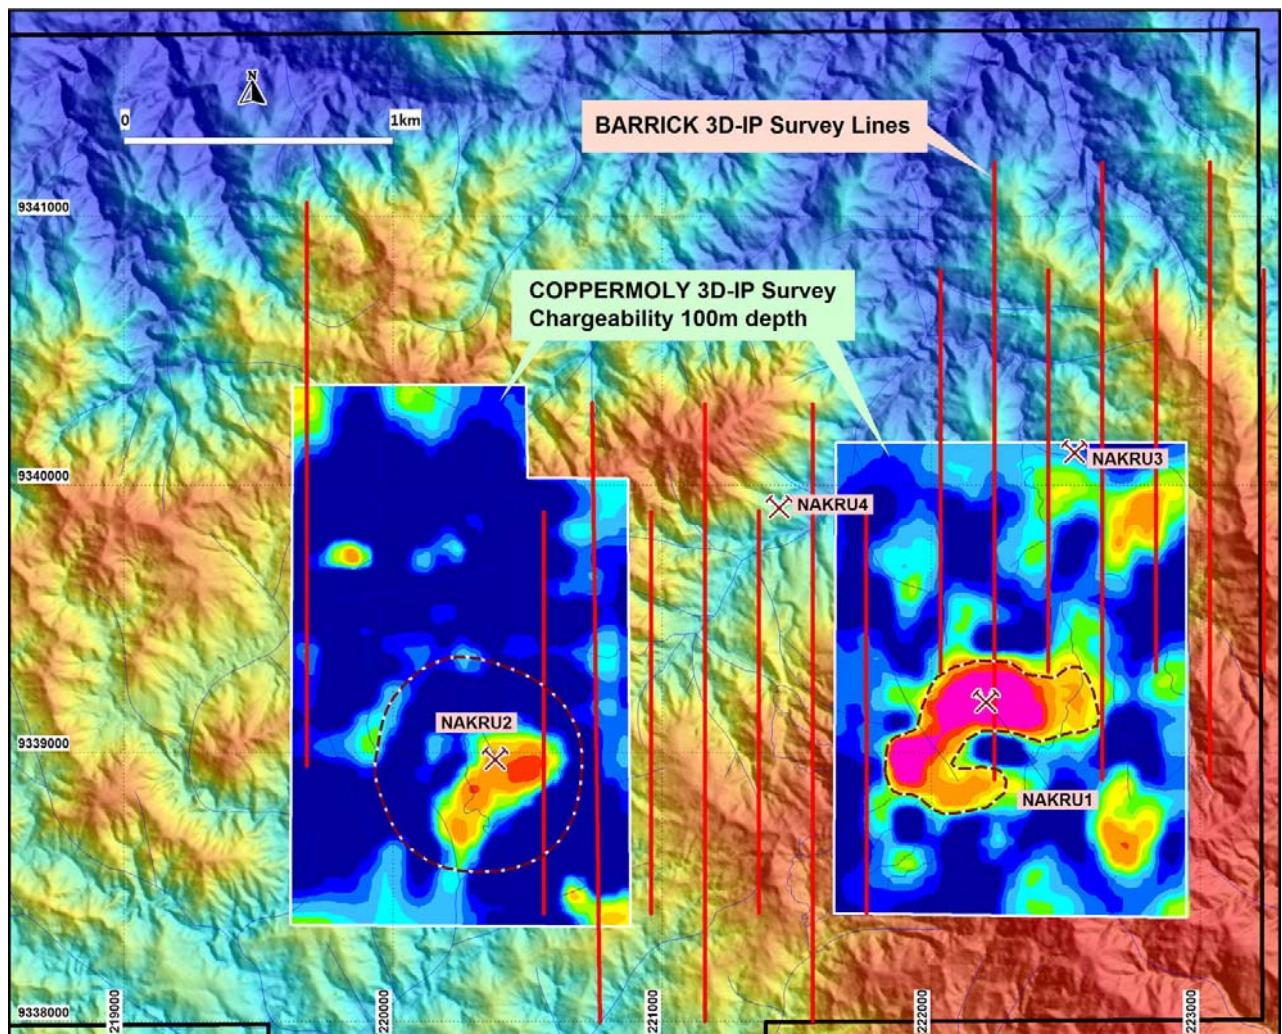 N
0
1km
BARRICK 3D-IP Survey Lines
9341000
COPPERMOLY 3D-IP Survey
Chargeability 100m depth
NAKRU3
9340000
NAKRU4
NAKRU2
9339000
NAKRU1
9338000
219000
220000
221000
222000
223000